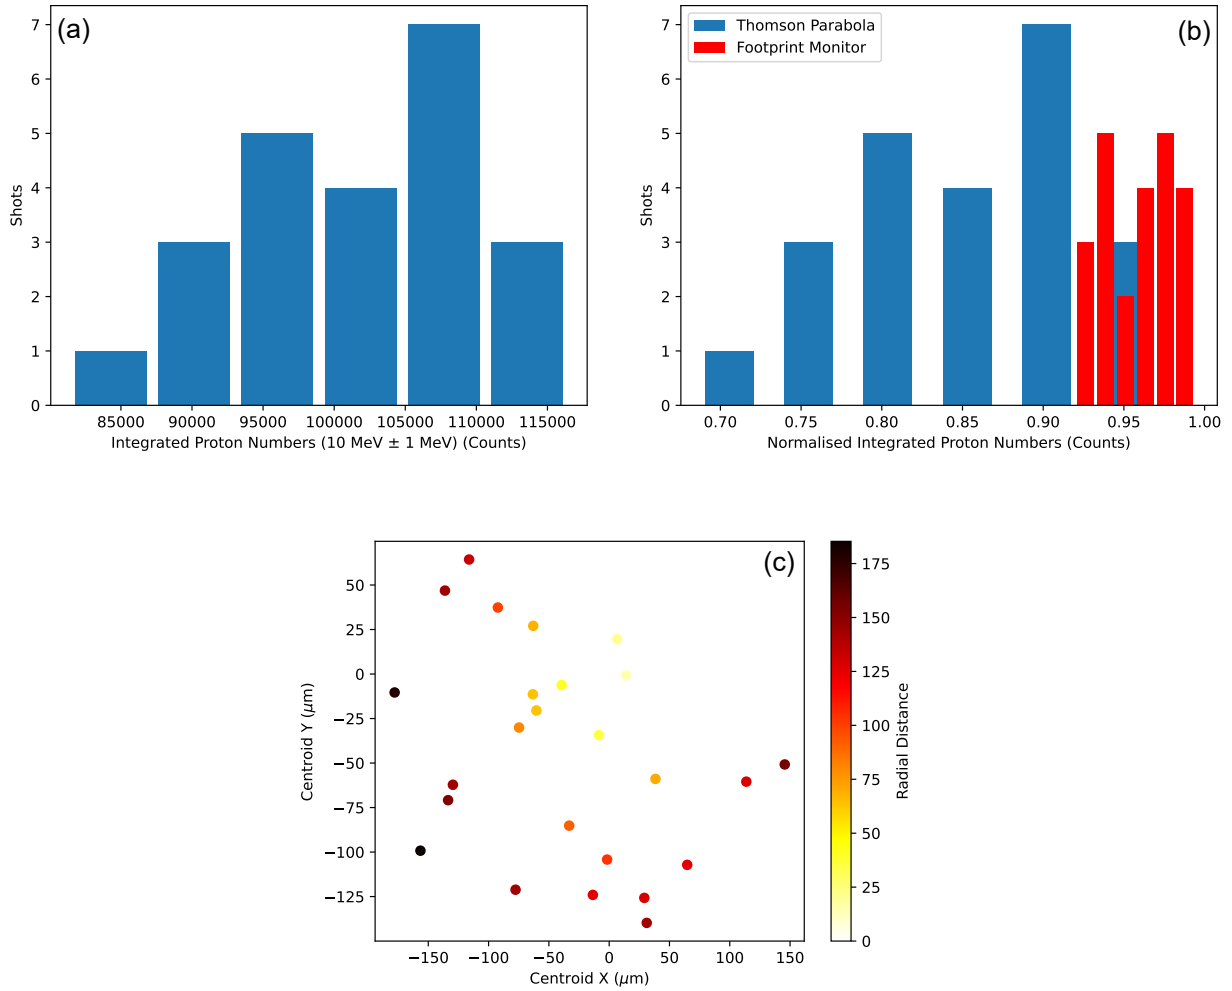 (a)
Shots
7
6
5
4
3
2
1
0
85000 90000 95000 100000 105000 110000 115000
Integrated Proton Numbers (10 MeV ± 1 MeV) (Counts)
(b)
Thomson Parabola
Footprint Monitor
Shots
7
6
5
4
3
2
1
0
0.70 0.75 0.80 0.85 0.90 0.95 1.00
Normalised Integrated Proton Numbers (Counts)
(c)
Centroid Y (μm)
50
25
0
−25
−50
−75
−100
−125
−150 −100 −50 0 50 100 150
Centroid X (μm)
175
150
125
100
75
50
25
0
Radial Distance